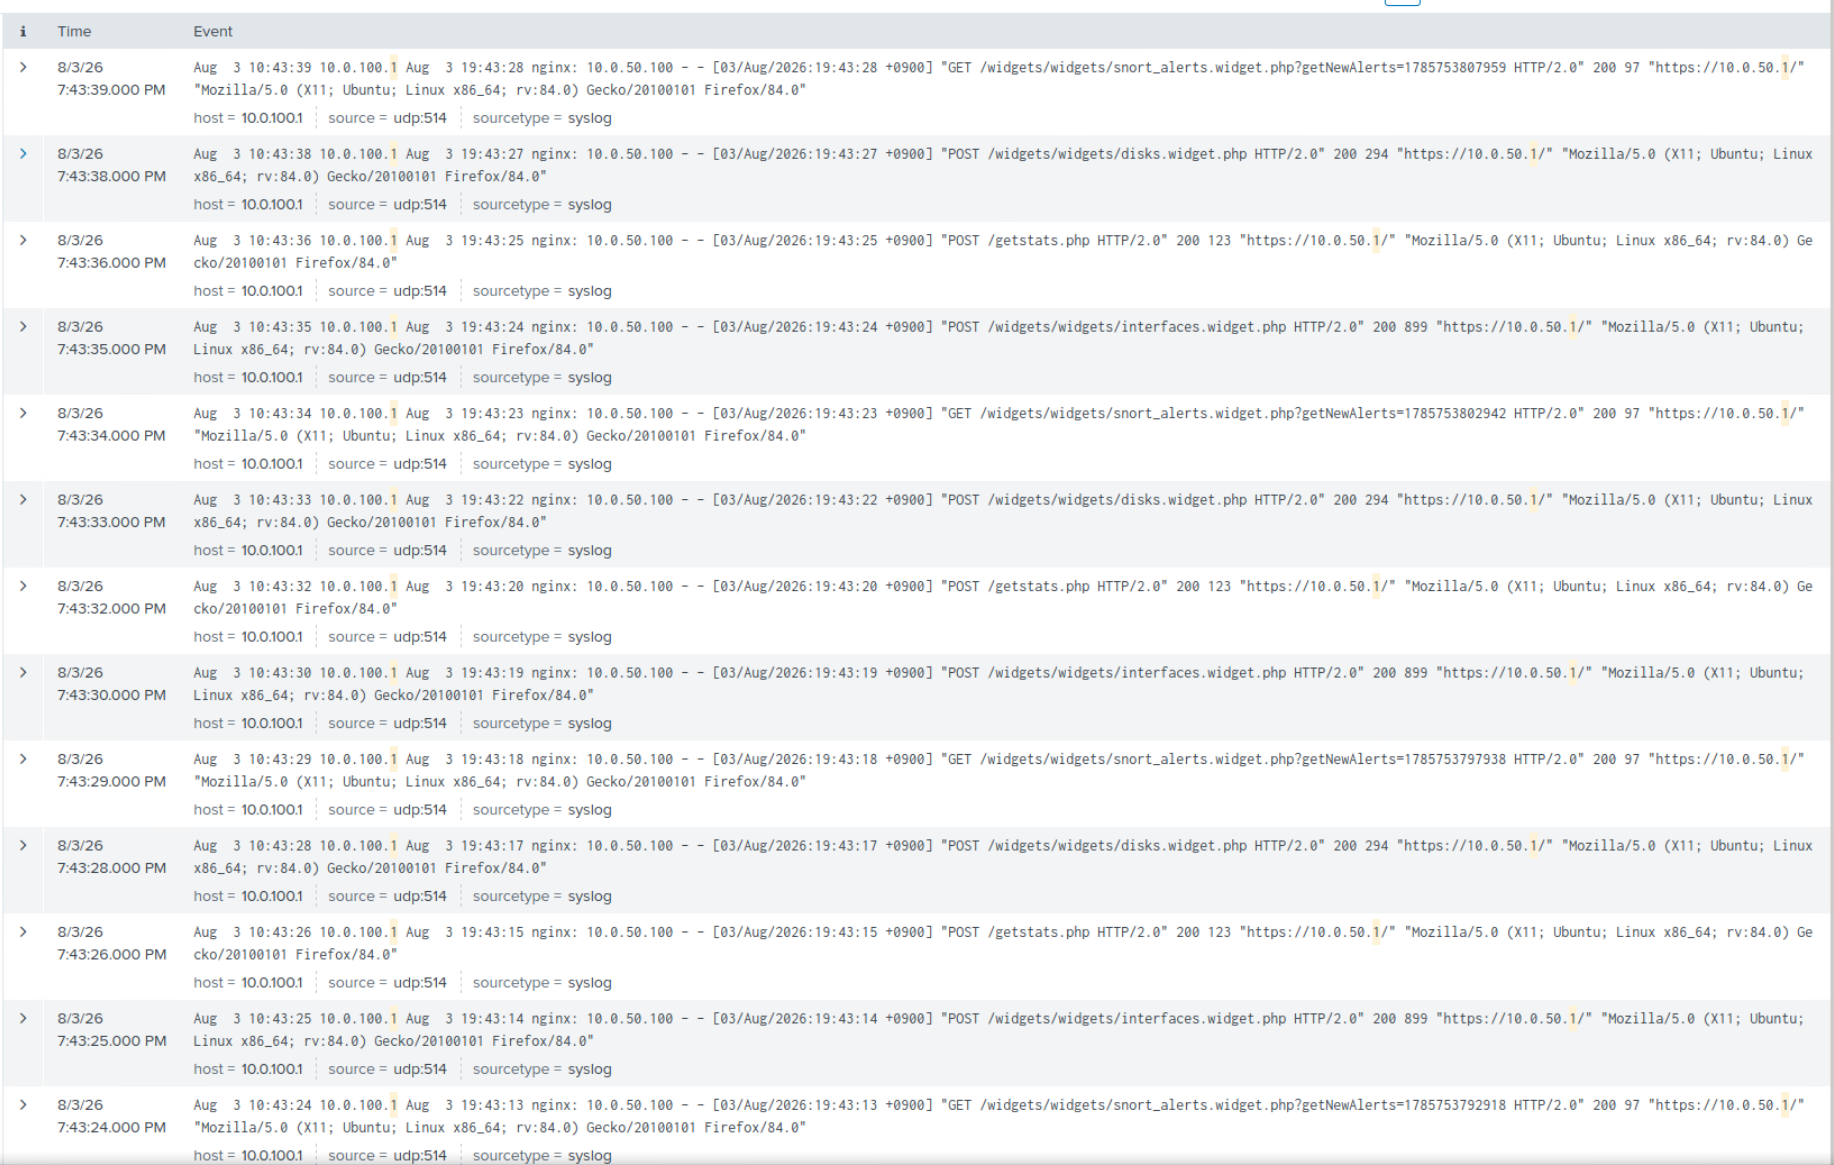 i Time Event
> 8/3/26 Aug  3 10:43:39 10.0.100.1 Aug  3 19:43:28 nginx: 10.0.50.100 - - [03/Aug/2026:19:43:28 +0900] "GET /widgets/widgets/snort_alerts.widget.php?getNewAlerts=1785753807959 HTTP/2.0" 200 97 "https://10.0.50.1/"
7:43:39.000 PM "Mozilla/5.0 (X11; Ubuntu; Linux x86_64; rv:84.0) Gecko/20100101 Firefox/84.0"
host = 10.0.100.1 source = udp:514 sourcetype = syslog
> 8/3/26 Aug  3 10:43:38 10.0.100.1 Aug  3 19:43:27 nginx: 10.0.50.100 - - [03/Aug/2026:19:43:27 +0900] "POST /widgets/widgets/disks.widget.php HTTP/2.0" 200 294 "https://10.0.50.1/" "Mozilla/5.0 (X11; Ubuntu; Linux
7:43:38.000 PM x86_64; rv:84.0) Gecko/20100101 Firefox/84.0"
host = 10.0.100.1 source = udp:514 sourcetype = syslog
> 8/3/26 Aug  3 10:43:36 10.0.100.1 Aug  3 19:43:25 nginx: 10.0.50.100 - - [03/Aug/2026:19:43:25 +0900] "POST /getstats.php HTTP/2.0" 200 123 "https://10.0.50.1/" "Mozilla/5.0 (X11; Ubuntu; Linux x86_64; rv:84.0) Ge
7:43:36.000 PM cko/20100101 Firefox/84.0"
host = 10.0.100.1 source = udp:514 sourcetype = syslog
> 8/3/26 Aug  3 10:43:35 10.0.100.1 Aug  3 19:43:24 nginx: 10.0.50.100 - - [03/Aug/2026:19:43:24 +0900] "POST /widgets/widgets/interfaces.widget.php HTTP/2.0" 200 899 "https://10.0.50.1/" "Mozilla/5.0 (X11; Ubuntu;
7:43:35.000 PM Linux x86_64; rv:84.0) Gecko/20100101 Firefox/84.0"
host = 10.0.100.1 source = udp:514 sourcetype = syslog
> 8/3/26 Aug  3 10:43:34 10.0.100.1 Aug  3 19:43:23 nginx: 10.0.50.100 - - [03/Aug/2026:19:43:23 +0900] "GET /widgets/widgets/snort_alerts.widget.php?getNewAlerts=1785753802942 HTTP/2.0" 200 97 "https://10.0.50.1/"
7:43:34.000 PM "Mozilla/5.0 (X11; Ubuntu; Linux x86_64; rv:84.0) Gecko/20100101 Firefox/84.0"
host = 10.0.100.1 source = udp:514 sourcetype = syslog
> 8/3/26 Aug  3 10:43:33 10.0.100.1 Aug  3 19:43:22 nginx: 10.0.50.100 - - [03/Aug/2026:19:43:22 +0900] "POST /widgets/widgets/disks.widget.php HTTP/2.0" 200 294 "https://10.0.50.1/" "Mozilla/5.0 (X11; Ubuntu; Linux
7:43:33.000 PM x86_64; rv:84.0) Gecko/20100101 Firefox/84.0"
host = 10.0.100.1 source = udp:514 sourcetype = syslog
> 8/3/26 Aug  3 10:43:32 10.0.100.1 Aug  3 19:43:20 nginx: 10.0.50.100 - - [03/Aug/2026:19:43:20 +0900] "POST /getstats.php HTTP/2.0" 200 123 "https://10.0.50.1/" "Mozilla/5.0 (X11; Ubuntu; Linux x86_64; rv:84.0) Ge
7:43:32.000 PM cko/20100101 Firefox/84.0"
host = 10.0.100.1 source = udp:514 sourcetype = syslog
> 8/3/26 Aug  3 10:43:30 10.0.100.1 Aug  3 19:43:19 nginx: 10.0.50.100 - - [03/Aug/2026:19:43:19 +0900] "POST /widgets/widgets/interfaces.widget.php HTTP/2.0" 200 899 "https://10.0.50.1/" "Mozilla/5.0 (X11; Ubuntu;
7:43:30.000 PM Linux x86_64; rv:84.0) Gecko/20100101 Firefox/84.0"
host = 10.0.100.1 source = udp:514 sourcetype = syslog
> 8/3/26 Aug  3 10:43:29 10.0.100.1 Aug  3 19:43:18 nginx: 10.0.50.100 - - [03/Aug/2026:19:43:18 +0900] "GET /widgets/widgets/snort_alerts.widget.php?getNewAlerts=1785753797938 HTTP/2.0" 200 97 "https://10.0.50.1/"
7:43:29.000 PM "Mozilla/5.0 (X11; Ubuntu; Linux x86_64; rv:84.0) Gecko/20100101 Firefox/84.0"
host = 10.0.100.1 source = udp:514 sourcetype = syslog
> 8/3/26 Aug  3 10:43:28 10.0.100.1 Aug  3 19:43:17 nginx: 10.0.50.100 - - [03/Aug/2026:19:43:17 +0900] "POST /widgets/widgets/disks.widget.php HTTP/2.0" 200 294 "https://10.0.50.1/" "Mozilla/5.0 (X11; Ubuntu; Linux
7:43:28.000 PM x86_64; rv:84.0) Gecko/20100101 Firefox/84.0"
host = 10.0.100.1 source = udp:514 sourcetype = syslog
> 8/3/26 Aug  3 10:43:26 10.0.100.1 Aug  3 19:43:15 nginx: 10.0.50.100 - - [03/Aug/2026:19:43:15 +0900] "POST /getstats.php HTTP/2.0" 200 123 "https://10.0.50.1/" "Mozilla/5.0 (X11; Ubuntu; Linux x86_64; rv:84.0) Ge
7:43:26.000 PM cko/20100101 Firefox/84.0"
host = 10.0.100.1 source = udp:514 sourcetype = syslog
> 8/3/26 Aug  3 10:43:25 10.0.100.1 Aug  3 19:43:14 nginx: 10.0.50.100 - - [03/Aug/2026:19:43:14 +0900] "POST /widgets/widgets/interfaces.widget.php HTTP/2.0" 200 899 "https://10.0.50.1/" "Mozilla/5.0 (X11; Ubuntu;
7:43:25.000 PM Linux x86_64; rv:84.0) Gecko/20100101 Firefox/84.0"
host = 10.0.100.1 source = udp:514 sourcetype = syslog
> 8/3/26 Aug  3 10:43:24 10.0.100.1 Aug  3 19:43:13 nginx: 10.0.50.100 - - [03/Aug/2026:19:43:13 +0900] "GET /widgets/widgets/snort_alerts.widget.php?getNewAlerts=1785753792918 HTTP/2.0" 200 97 "https://10.0.50.1/"
7:43:24.000 PM "Mozilla/5.0 (X11; Ubuntu; Linux x86_64; rv:84.0) Gecko/20100101 Firefox/84.0"
host = 10.0.100.1 source = udp:514 sourcetype = syslog